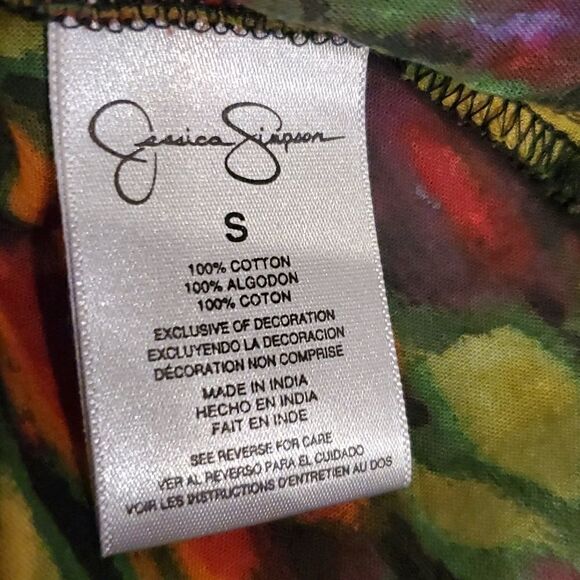 Jessica Simpson
S
100% COTTON
100% ALGODON
100% COTON
EXCLUSIVE OF DECORATION
EXCLUYENDO LA DECORACION
DÉCORATION NON COMPRISE
MADE IN INDIA
HECHO EN INDIA
FAIT EN INDE
SEE REVERSE FOR CARE
VER AL REVERSO PARA EL CUIDADO
VOIR LES INSTRUCTIONS D'ENTRETIEN AU DOS